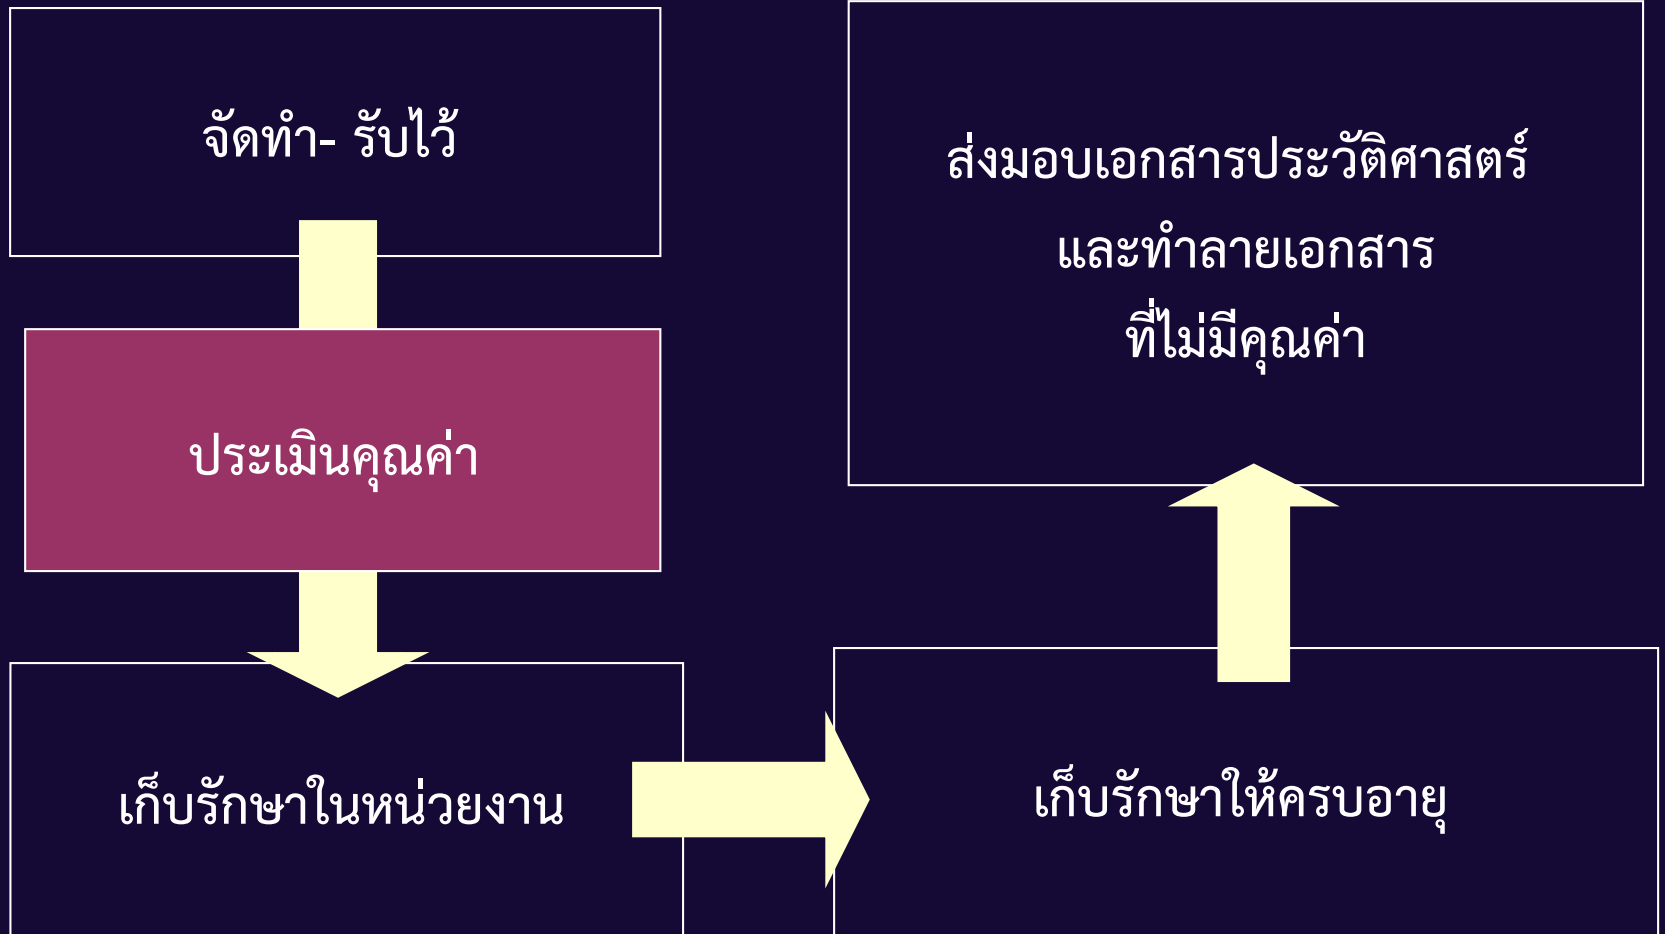 จัดทำ- รับไว้
ประเมินคุณค่า
เก็บรักษาในหน่วยงาน
เก็บรักษาให้ครบอายุ
ส่งมอบเอกสารประวัติศาสตร์
และทำลายเอกสาร
ที่ไม่มีคุณค่า